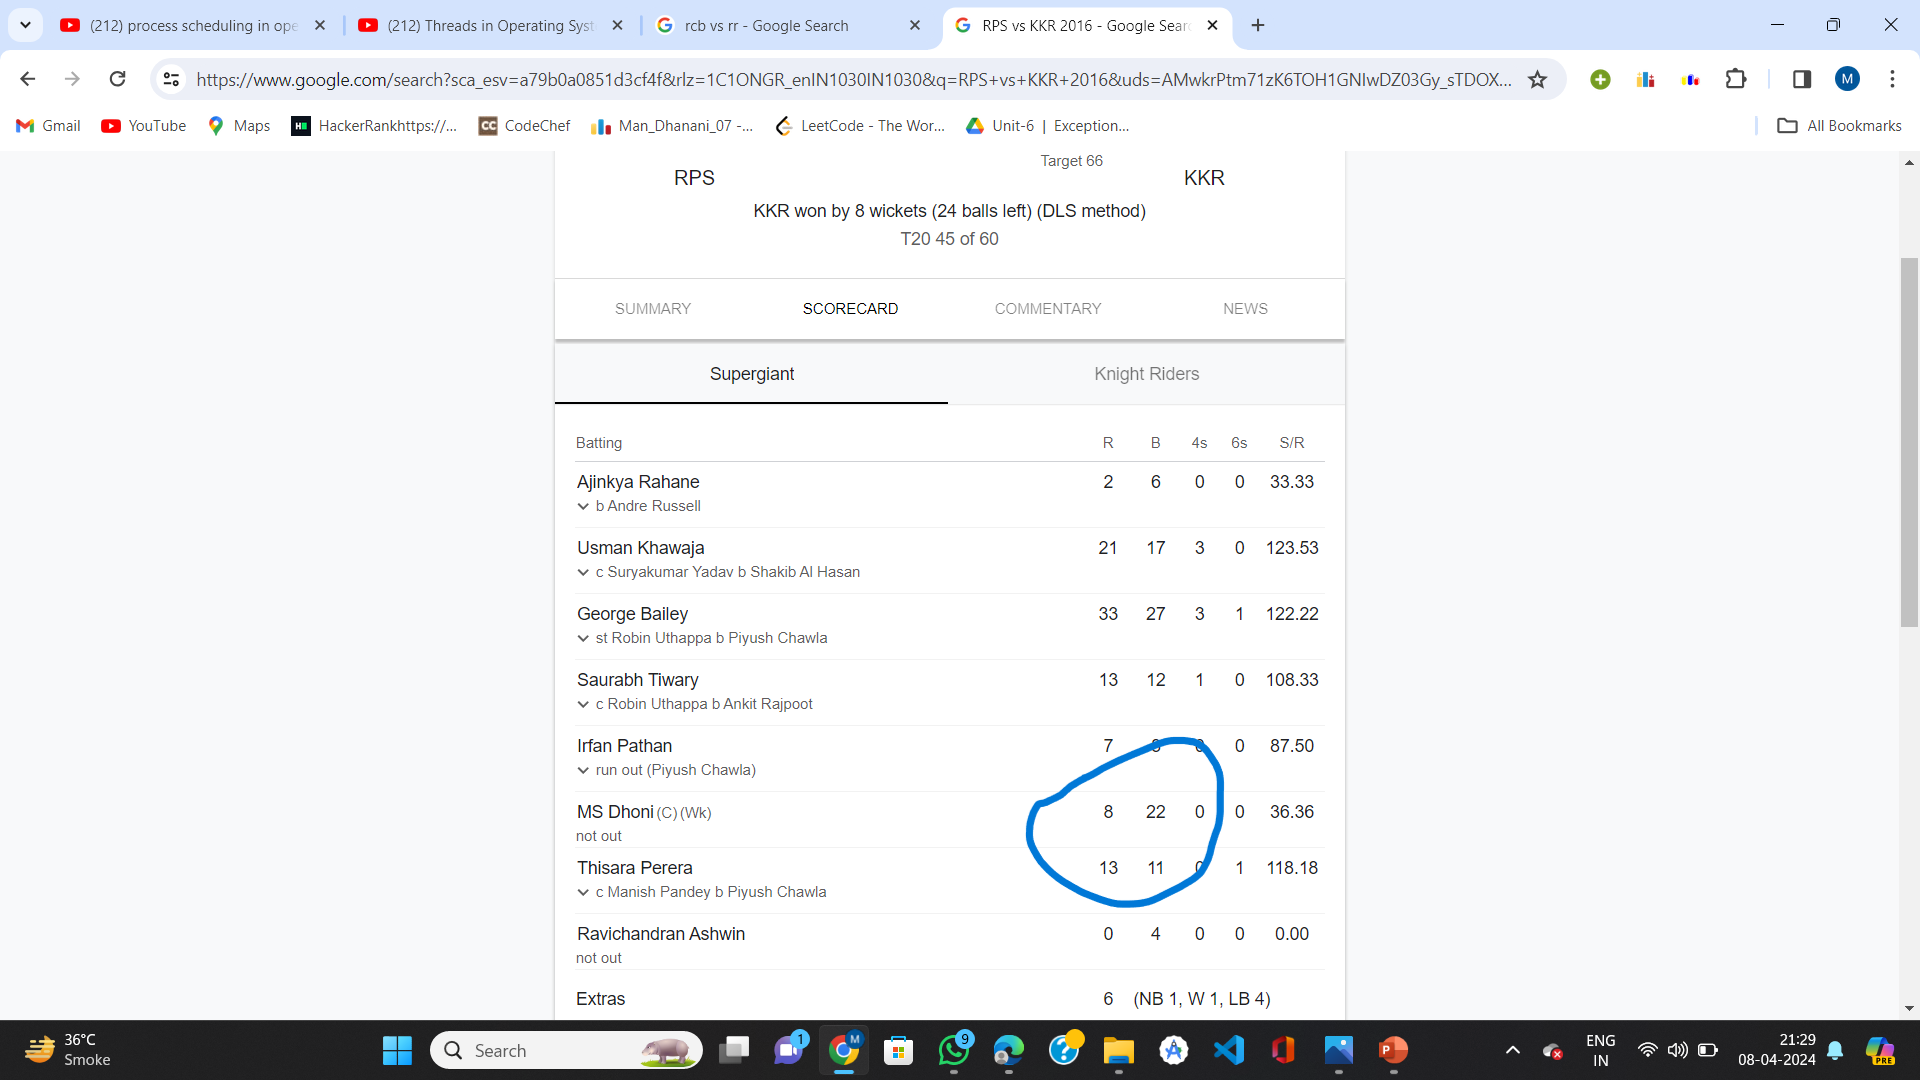 (212) process scheduling in ope
(212) Threads in Operating Syst
rcb vs rr - Google Search
RPS vs KKR 2016 - Google Sear
https://www.google.com/search?sca_esv=a79b0a0851d3cf4f&rlz=1C1ONGR_enIN1030IN1030&q=RPS+vs+KKR+2016&uds=AMwkrPtm71zK6TOH1GNIwDZ03Gy_sTDOX...
M
Gmail YouTube Maps HackerRankhttps://... CodeChef Man_Dhanani_07 -... LeetCode - The Wor... Unit-6 | Exception... All Bookmarks
Target 66
RPS KKR
KKR won by 8 wickets (24 balls left) (DLS method)
T20 45 of 60
SUMMARY SCORECARD COMMENTARY NEWS
Supergiant Knight Riders
Batting R B 4s 6s S/R
Ajinkya Rahane 2 6 0 0 33.33
b Andre Russell
Usman Khawaja 21 17 3 0 123.53
c Suryakumar Yadav b Shakib Al Hasan
George Bailey 33 27 3 1 122.22
st Robin Uthappa b Piyush Chawla
Saurabh Tiwary 13 12 1 0 108.33
c Robin Uthappa b Ankit Rajpoot
Irfan Pathan 7 8 0 0 87.50
run out (Piyush Chawla)
MS Dhoni (C) (Wk) 8 22 0 0 36.36
not out
Thisara Perera 13 11 0 1 118.18
c Manish Pandey b Piyush Chawla
Ravichandran Ashwin 0 4 0 0 0.00
not out
Extras 6 (NB 1, W 1, LB 4)
36°C
Smoke
Search
1
M
9
ENG
IN
21:29
08-04-2024
PRE